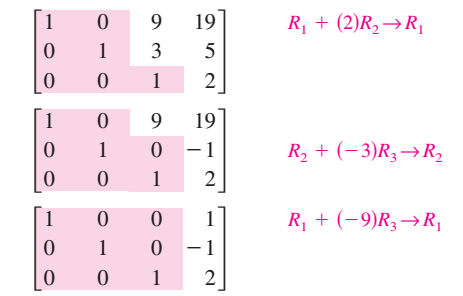 1 0 9 19 R₁ + (2)R₂→R₁
0 1 3 5
0 0 1 2
1 0 9 19
0 1 0 −1 R₂ + (−3)R₃→R₂
0 0 1 2
1 0 0 1 R₁ + (−9)R₃→R₁
0 1 0 −1
0 0 1 2